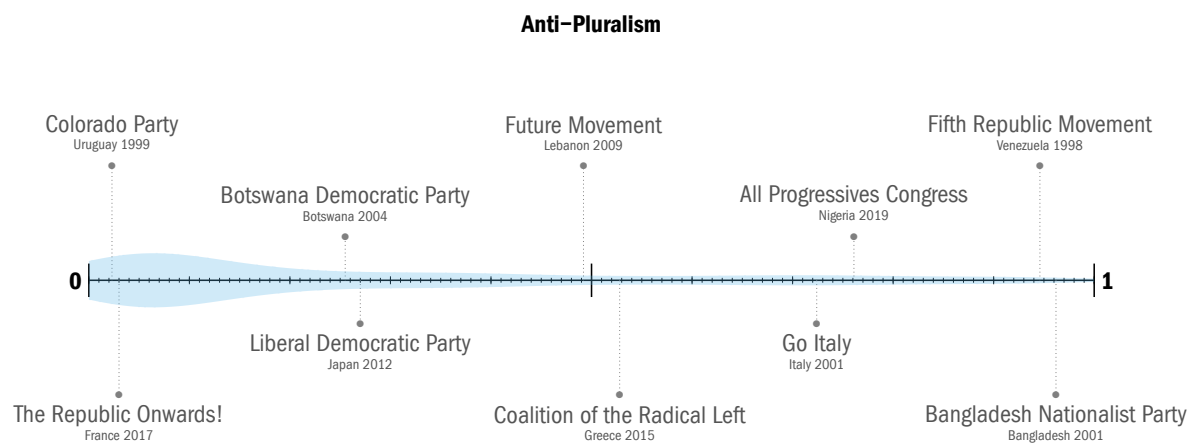 Anti-Pluralism
Colorado Party
Uruguay 1999
Future Movement
Lebanon 2009
Fifth Republic Movement
Venezuela 1998
Botswana Democratic Party
Botswana 2004
All Progressives Congress
Nigeria 2019
0
1
Liberal Democratic Party
Japan 2012
Go Italy
Italy 2001
The Republic Onwards!
France 2017
Coalition of the Radical Left
Greece 2015
Bangladesh Nationalist Party
Bangladesh 2001